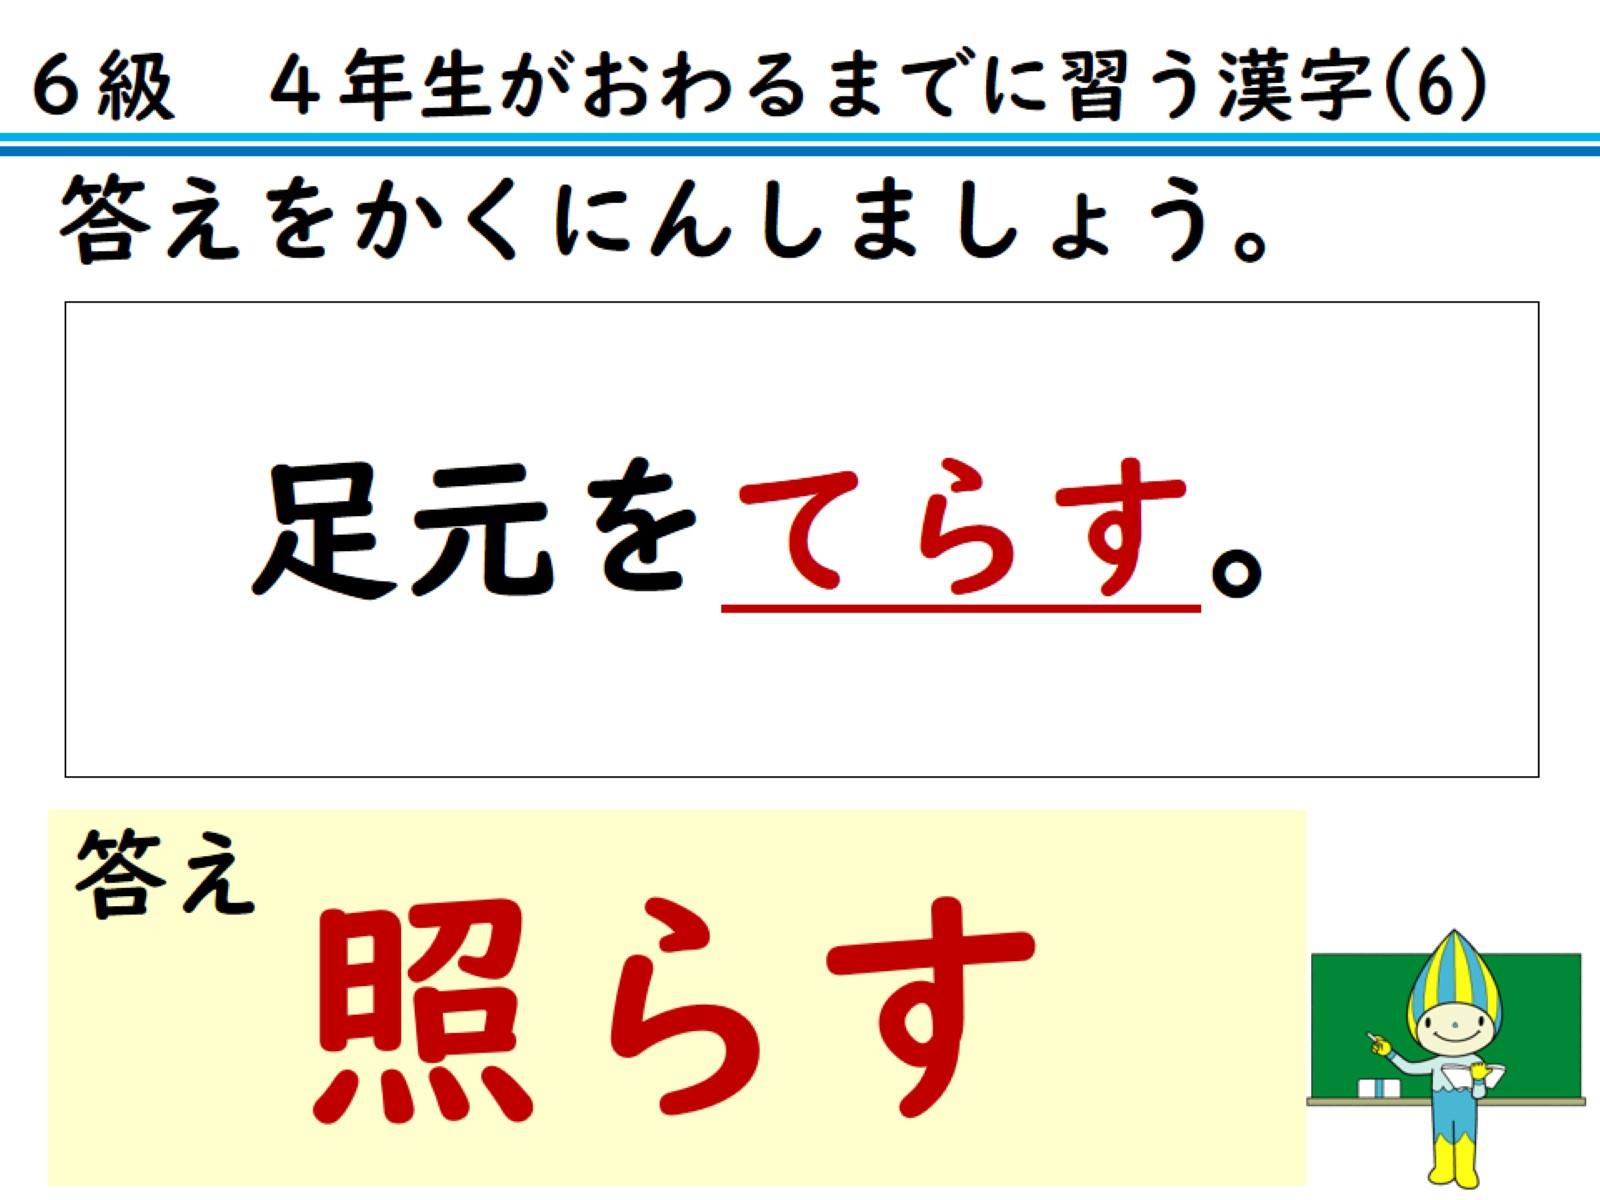 ６級　４年生がおわるまでに習う漢字(6)
答えをかくにんしましょう。
足元をてらす。
答え
照らす